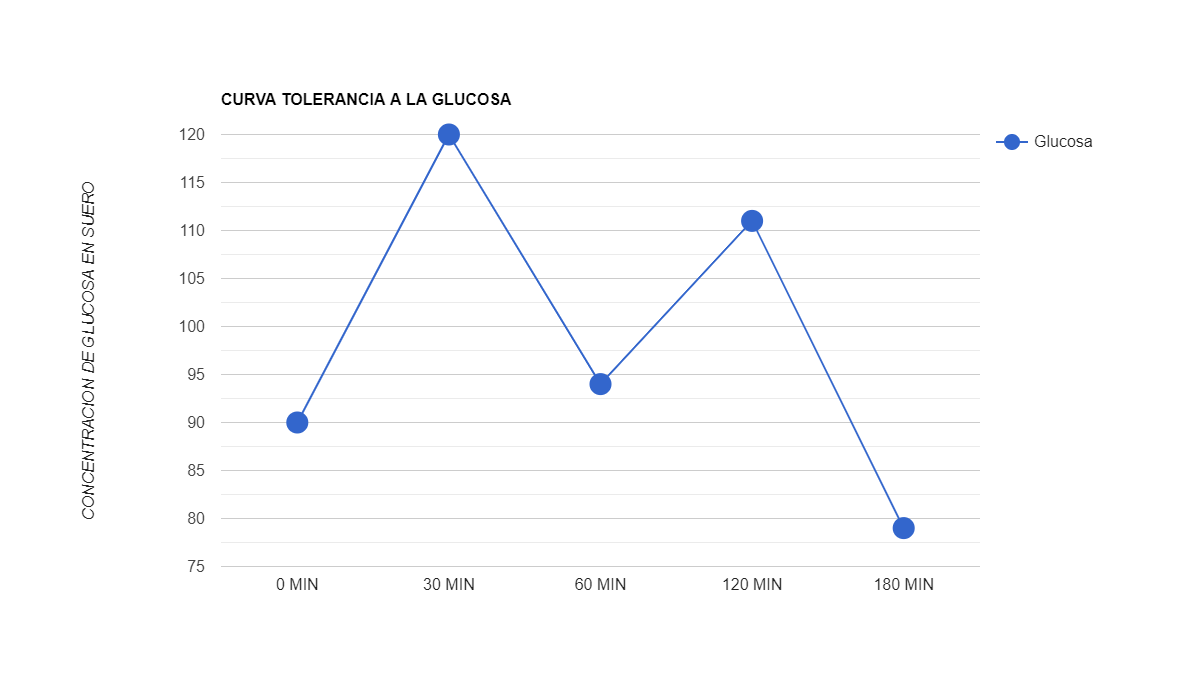 CURVA TOLERANCIA A LA GLUCOSA
Glucosa
CONCENTRACION DE GLUCOSA EN SUERO
120
115
110
105
100
95
90
85
80
75
0 MIN
30 MIN
60 MIN
120 MIN
180 MIN